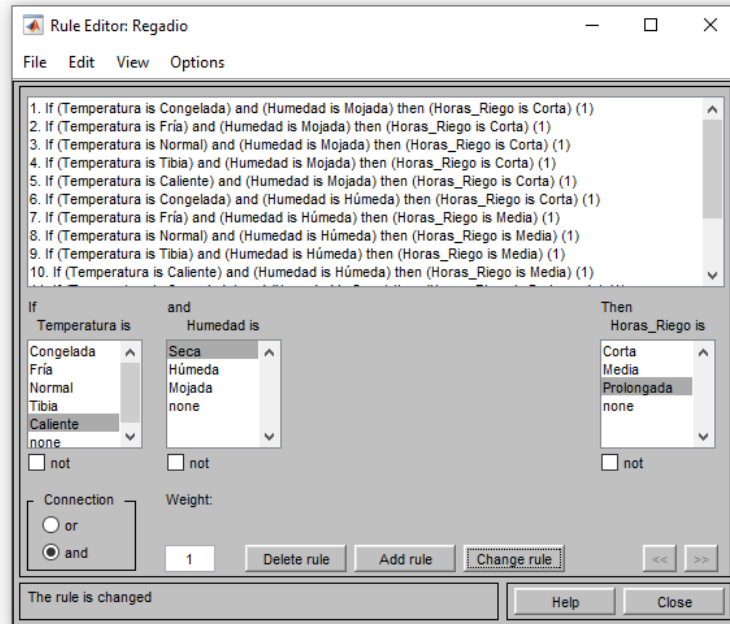 Rule Editor: Regadio
File Edit View Options
1. If (Temperatura is Congelada) and (Humedad is Mojada) then (Horas_Riego is Corta) (1)
2. If (Temperatura is Fría) and (Humedad is Mojada) then (Horas_Riego is Corta) (1)
3. If (Temperatura is Normal) and (Humedad is Mojada) then (Horas_Riego is Corta) (1)
4. If (Temperatura is Tibia) and (Humedad is Mojada) then (Horas_Riego is Corta) (1)
5. If (Temperatura is Caliente) and (Humedad is Mojada) then (Horas_Riego is Corta) (1)
6. If (Temperatura is Congelada) and (Humedad is Húmeda) then (Horas_Riego is Corta) (1)
7. If (Temperatura is Fría) and (Humedad is Húmeda) then (Horas_Riego is Media) (1)
8. If (Temperatura is Normal) and (Humedad is Húmeda) then (Horas_Riego is Media) (1)
9. If (Temperatura is Tibia) and (Humedad is Húmeda) then (Horas_Riego is Media) (1)
10. If (Temperatura is Caliente) and (Humedad is Húmeda) then (Horas_Riego is Media) (1)
If
Temperatura is
Congelada
Fría
Normal
Tibia
Caliente
none
not
and
Humedad is
Seca
Húmeda
Mojada
none
Then
Horas_Riego is
Corta
Media
Prolongada
none
not
Connection
or
and
Weight:
1
Delete rule
Add rule
Change rule
<<
>>
The rule is changed
Help
Close